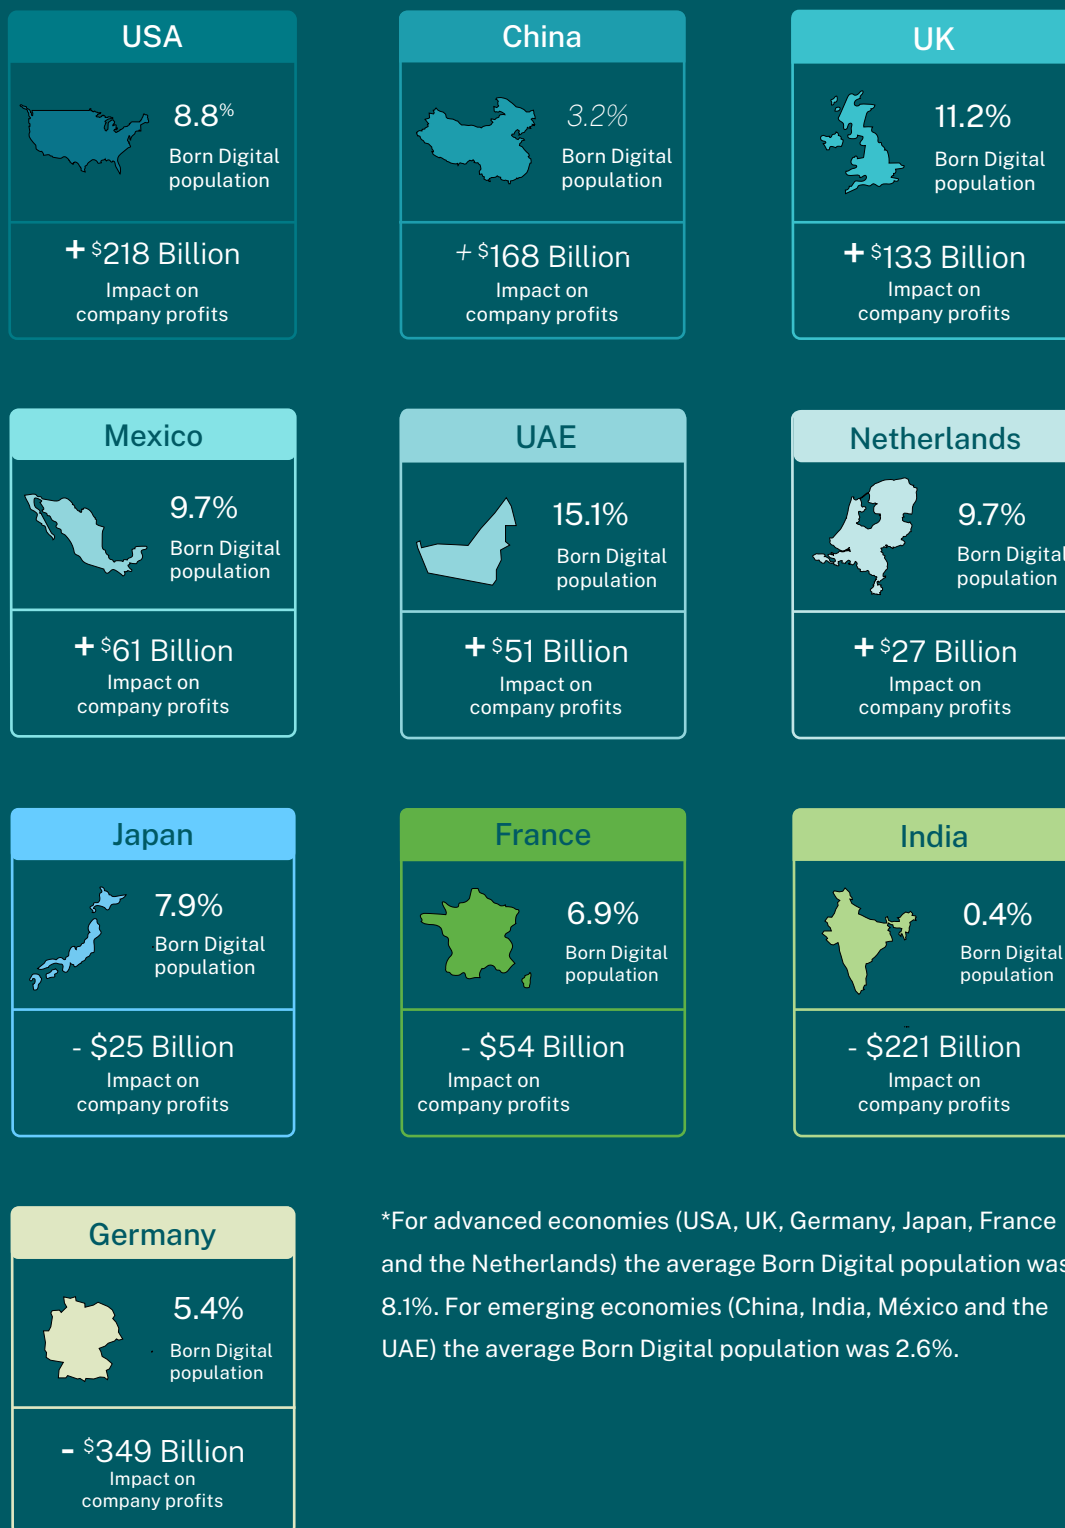 USA
8.8%
Born Digital
population
+ $218 Billion
Impact on
company profits
China
3.2%
Born Digital
population
+ $168 Billion
Impact on
company profits
UK
11.2%
Born Digital
population
+ $133 Billion
Impact on
company profits
Mexico
9.7%
Born Digital
population
+ $61 Billion
Impact on
company profits
UAE
15.1%
Born Digital
population
+ $51 Billion
Impact on
company profits
Netherlands
9.7%
Born Digital
population
+ $27 Billion
Impact on
company profits
Japan
7.9%
Born Digital
population
- $25 Billion
Impact on
company profits
France
6.9%
Born Digital
population
- $54 Billion
Impact on
company profits
India
0.4%
Born Digital
population
- $221 Billion
Impact on
company profits
Germany
5.4%
Born Digital
population
- $349 Billion
Impact on
company profits
*For advanced economies (USA, UK, Germany, Japan, France
and the Netherlands) the average Born Digital population was
8.1%. For emerging economies (China, India, México and the
UAE) the average Born Digital population was 2.6%.